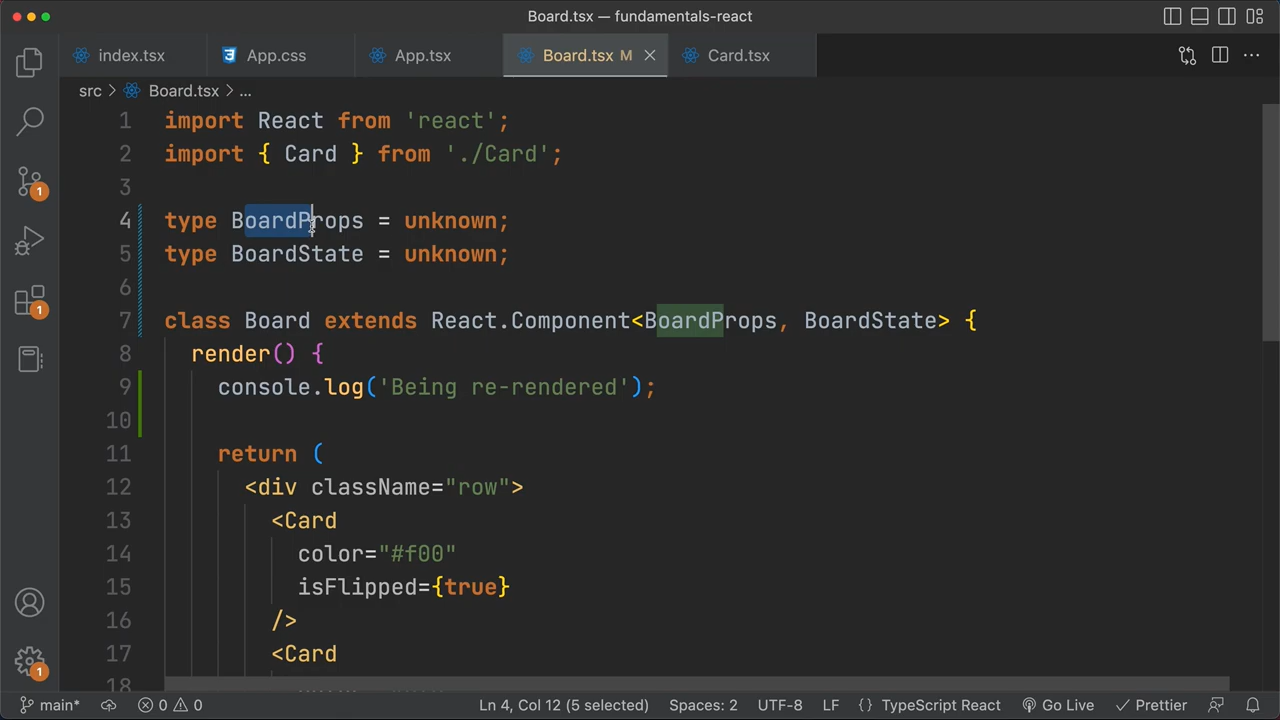 Board.tsx — fundamentals-react
index.tsx
App.css
App.tsx
Board.tsx M
Card.tsx
src > Board.tsx > ...
1 import React from 'react';
2 import { Card } from './Card';
3
4 type BoardProps = unknown;
5 type BoardState = unknown;
6
7 class Board extends React.Component<BoardProps, BoardState> {
8 render() {
9 console.log('Being re-rendered');
10
11 return (
12 <div className="row">
13 <Card
14 color="#f00"
15 isFlipped={true}
16 />
17 <Card
18
1
1
1
main* 0 0 Ln 4, Col 12 (5 selected) Spaces: 2 UTF-8 LF {} TypeScript React Go Live Prettier